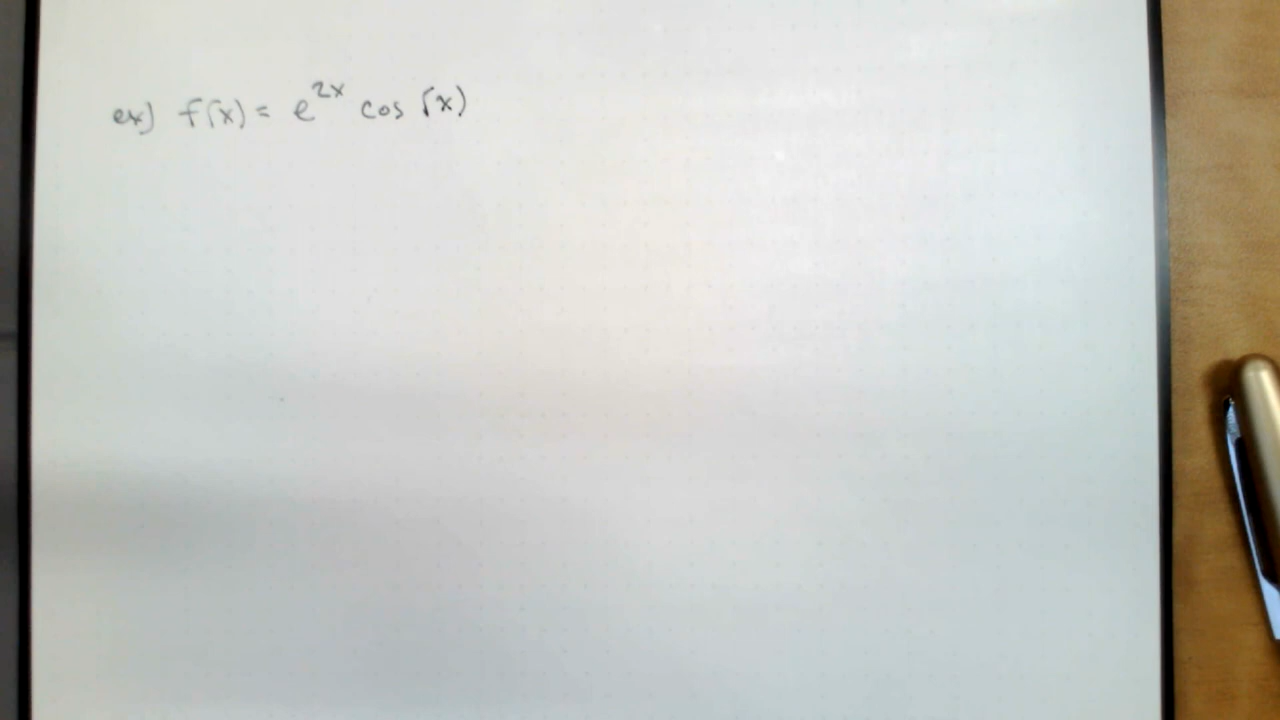 ex) f(x) = e^{2x} cos (x)